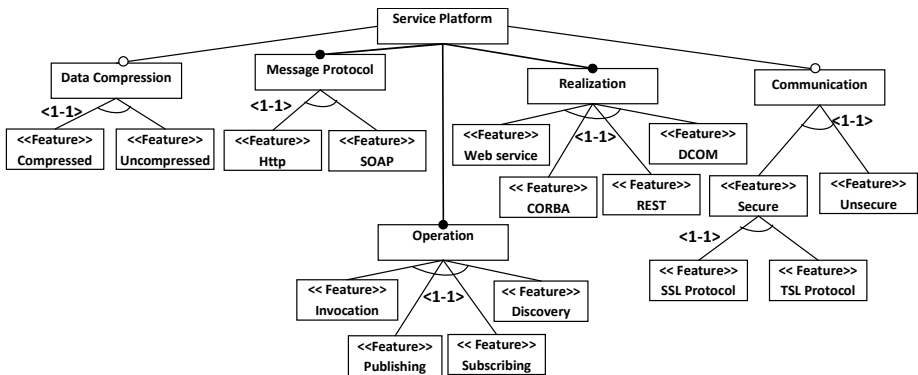 Service Platform
Data Compression
Message Protocol
Realization
Communication
<1-1>
<1-1>
<1-1>
<1-1>
<<Feature>>
Compressed
<<Feature>>
Uncompressed
<<Feature>>
Http
<<Feature>>
SOAP
<<Feature>>
Web service
<<Feature>>
DCOM
<< Feature>>
CORBA
<< Feature>>
REST
<<Feature>>
Secure
<<Feature>>
Unsecure
Operation
<1-1>
<1-1>
<< Feature>>
SSL Protocol
<< Feature>>
TSL Protocol
<< Feature>>
Invocation
<< Feature>>
Discovery
<<Feature>>
Publishing
<< Feature>>
Subscribing